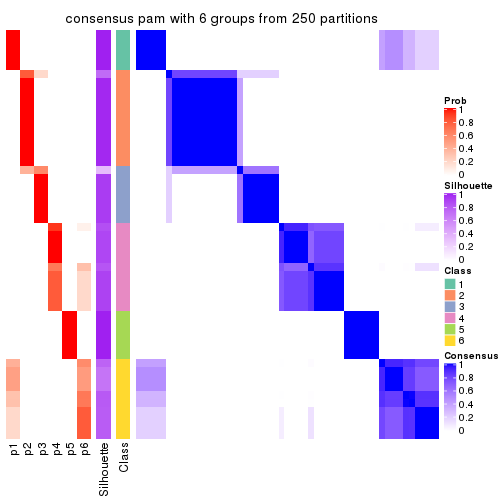 consensus pam with 6 groups from 250 partitions
Prob
1
0.8
0.6
0.4
0.2
0
Silhouette
1
0.8
0.6
0.4
0.2
0
Class
1
2
3
4
5
6
Consensus
1
0.8
0.6
0.4
0.2
0
p1
p2
p3
p4
p5
p6
Silhouette
Class